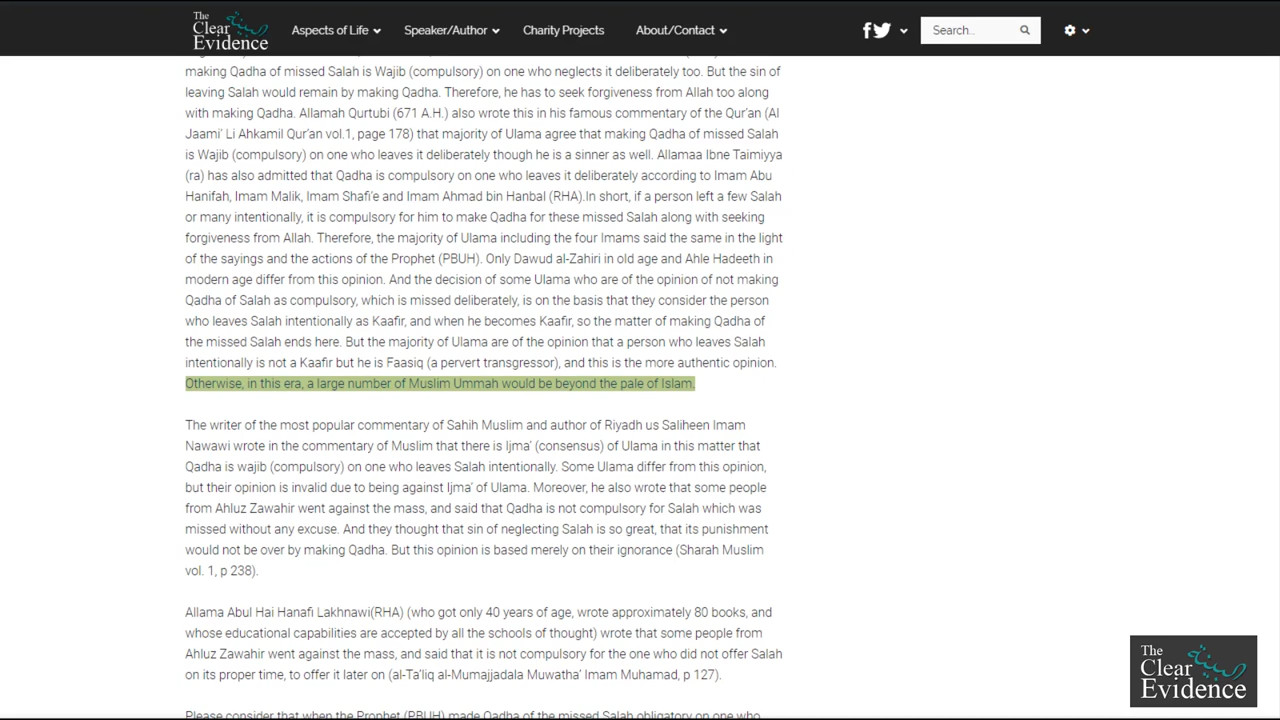 The
Clear
Evidence
Aspects of Life
Speaker/Author
Charity Projects
About/Contact
Search...
making Qadha of missed Salah is Wajib (compulsory) on one who neglects it deliberately too. But the sin of
leaving Salah would remain by making Qadha. Therefore, he has to seek forgiveness from Allah too along
with making Qadha. Allamah Qurtubi (671 A.H.) also wrote this in his famous commentary of the Qur'an (Al
Jaami' Li Ahkamil Qur'an vol.1, page 178) that majority of Ulama agree that making Qadha of missed Salah
is Wajib (compulsory) on one who leaves it deliberately though he is a sinner as well. Allamaa Ibne Taimiyya
(ra) has also admitted that Qadha is compulsory on one who leaves it deliberately according to Imam Abu
Hanifah, Imam Malik, Imam Shafi'e and Imam Ahmad bin Hanbal (RHA).In short, if a person left a few Salah
or many intentionally, it is compulsory for him to make Qadha for these missed Salah along with seeking
forgiveness from Allah. Therefore, the majority of Ulama including the four Imams said the same in the light
of the sayings and the actions of the Prophet (PBUH). Only Dawud al-Zahiri in old age and Ahle Hadeeth in
modern age differ from this opinion. And the decision of some Ulama who are of the opinion of not making
Qadha of Salah as compulsory, which is missed deliberately, is on the basis that they consider the person
who leaves Salah intentionally as Kaafir, and when he becomes Kaafir, so the matter of making Qadha of
the missed Salah ends here. But the majority of Ulama are of the opinion that a person who leaves Salah
intentionally is not a Kaafir but he is Faasiq (a pervert transgressor), and this is the more authentic opinion.
Otherwise, in this era, a large number of Muslim Ummah would be beyond the pale of Islam.
The writer of the most popular commentary of Sahih Muslim and author of Riyadh us Saliheen Imam
Nawawi wrote in the commentary of Muslim that there is Ijma' (consensus) of Ulama in this matter that
Qadha is wajib (compulsory) on one who leaves Salah intentionally. Some Ulama differ from this opinion,
but their opinion is invalid due to being against Ijma' of Ulama. Moreover, he also wrote that some people
from Ahluz Zawahir went against the mass, and said that Qadha is not compulsory for Salah which was
missed without any excuse. And they thought that sin of neglecting Salah is so great, that its punishment
would not be over by making Qadha. But this opinion is based merely on their ignorance (Sharah Muslim
vol. 1, p 238).
Allama Abul Hai Hanafi Lakhnawi(RHA) (who got only 40 years of age, wrote approximately 80 books, and
whose educational capabilities are accepted by all the schools of thought) wrote that some people from
Ahluz Zawahir went against the mass, and said that it is not compulsory for the one who did not offer Salah
on its proper time, to offer it later on (al-Ta'liq al-Mumajjadala Muwatha' Imam Muhamad, p 127).
Please consider that when the Prophet (PBUH) made Qadha of the missed Salah obligatory on one who
The
Clear
Evidence